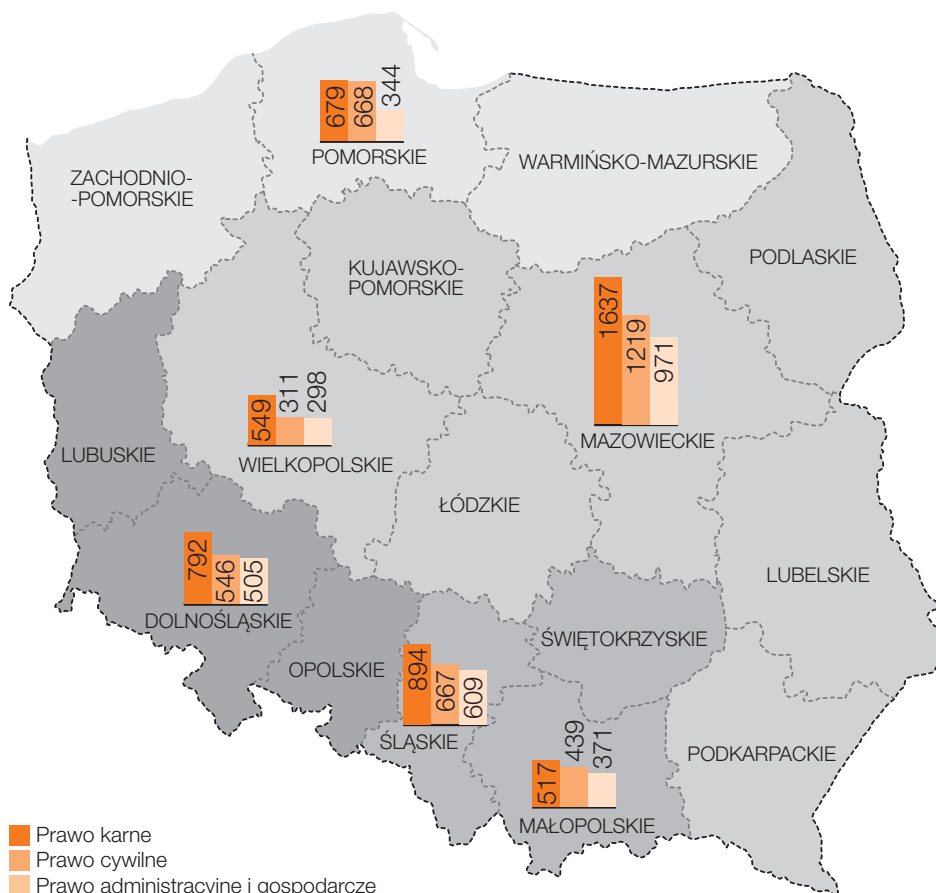 679
668
344
POMORSKIE
WARMIŃSKO-MAZURSKIE
ZACHODNIO-
-POMORSKIE
PODLASKIE
KUJAWSKO-
POMORSKIE
1637
1219
971
MAZOWIECKIE
549
311
298
WIELKOPOLSKIE
LUBUSKIE
ŁÓDZKIE
792
546
505
DOLNOŚLĄSKIE
LUBELSKIE
ŚWIĘTOKRZYSKIE
OPOLSKIE
894
667
609
ŚLĄSKIE
PODKARPACKIE
517
439
371
MAŁOPOLSKIE
Prawo karne
Prawo cywilne
Prawo administracyjne i gospodarcze